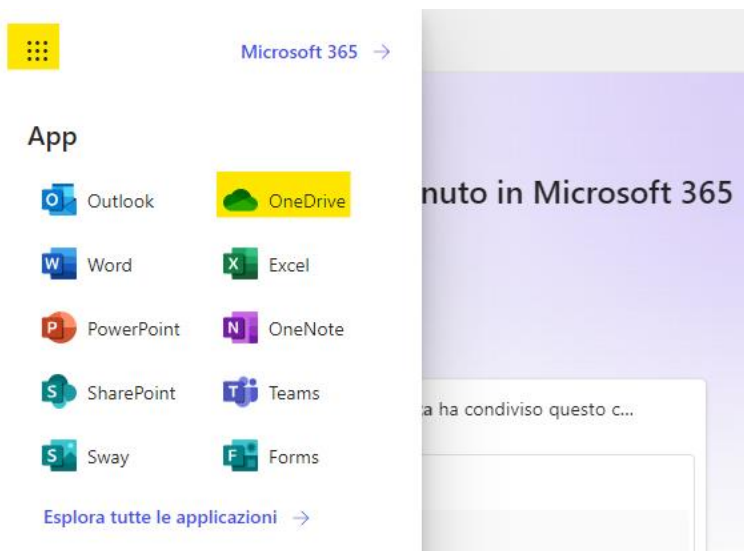 Microsoft 365 →
App
Outlook OneDrive
nuto in Microsoft 365
Word Excel
PowerPoint OneNote
SharePoint Teams
ha condiviso questo c...
Sway Forms
Esplora tutte le applicazioni →